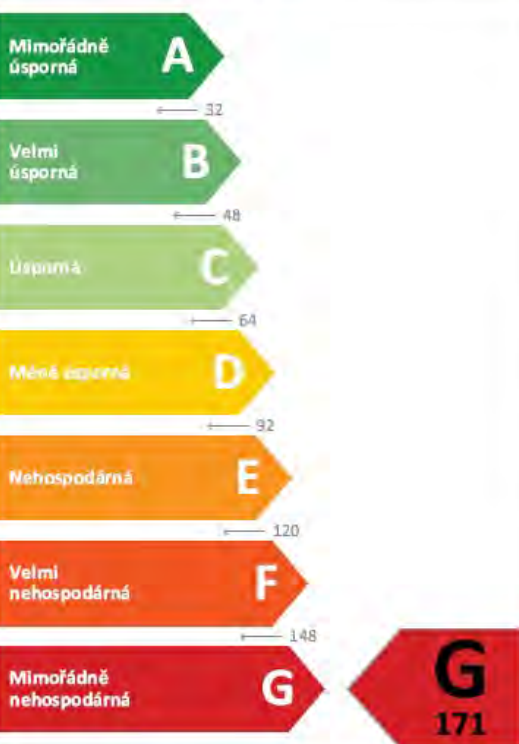 Mimořádně
úsporná
A
32
Velmi
úsporná
B
48
Úsporná
C
64
Méně úsporná
D
92
Nehospodárná
E
120
Velmi
nehospodárná
F
148
Mimořádně
nehospodárná
G
G
171